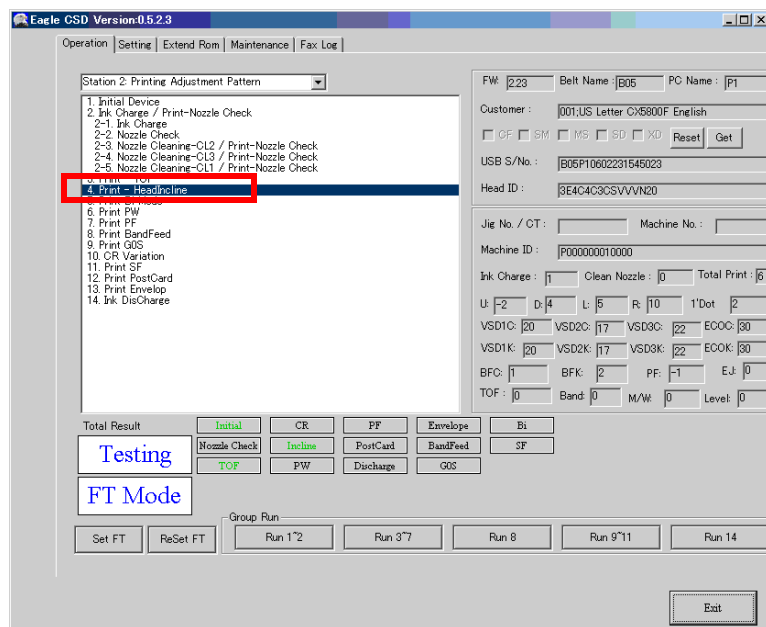 Eagle CSD Version:0.5.2.3
Operation Setting Extend Rom Maintenance Fax Log
Station 2: Printing Adjustment Pattern
1. Initial Device
2. Ink Charge / Print-Nozzle Check
2-1. Ink Charge
2-2. Nozzle Check
2-3. Nozzle Cleaning-CL2 / Print-Nozzle Check
2-4. Nozzle Cleaning-CL3 / Print-Nozzle Check
2-5. Nozzle Cleaning-CL1 / Print-Nozzle Check
3. Print - TOF
4. Print - HeadIncline
5. Print Bi-Mode
6. Print PW
7. Print PF
8. Print BandFeed
9. Print G0S
10. CR Variation
11. Print SF
12. Print PostCard
13. Print Envelop
14. Ink DisCharge
FW: 2.23 Belt Name : B05 PC Name : P1
Customer : 001;US Letter CX5800F English
CF SM MS SD XD Reset Get
USB S/No. : B05P10602231545023
Head ID : 3E4C4C3CSVVVN20
Jig No. / CT : Machine No. :
Machine ID : P000000010000
Ink Charge : 1 Clean Nozzle : 0 Total Print : 6
U: -2 D: 4 L: 5 R: 10 1'Dot 2
VSD1C: 20 VSD2C: 17 VSD3C: 22 ECOC: 30
VSD1K: 20 VSD2K: 17 VSD3K: 22 ECOK: 30
BFC: 1 BFK: 2 PF: -1 EJ: 0
TOF : 0 Band: 0 M/W: 0 Level: 0
Total Result
Testing
FT Mode
Initial CR PF Envelope Bi
Nozzle Check Incline PostCard BandFeed SF
TOF PW Discharge G0S
Group Run
Set FT ReSet FT Run 1~2 Run 3~7 Run 8 Run 9~11 Run 14
Exit